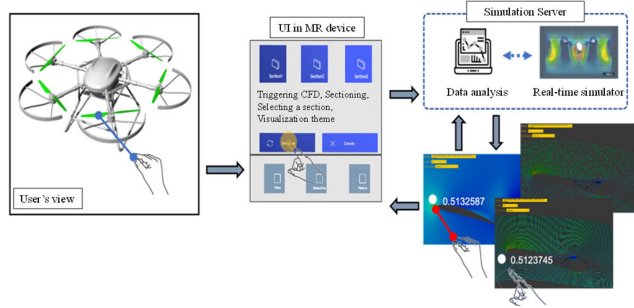 UI in MR device
Simulation Server
Section1
Section2
Section3
Triggering CFD, Sectioning,
Selecting a section,
Visualization theme
Data analysis
Real-time simulator
Cancle
User's view
0.5132587
0.5123745